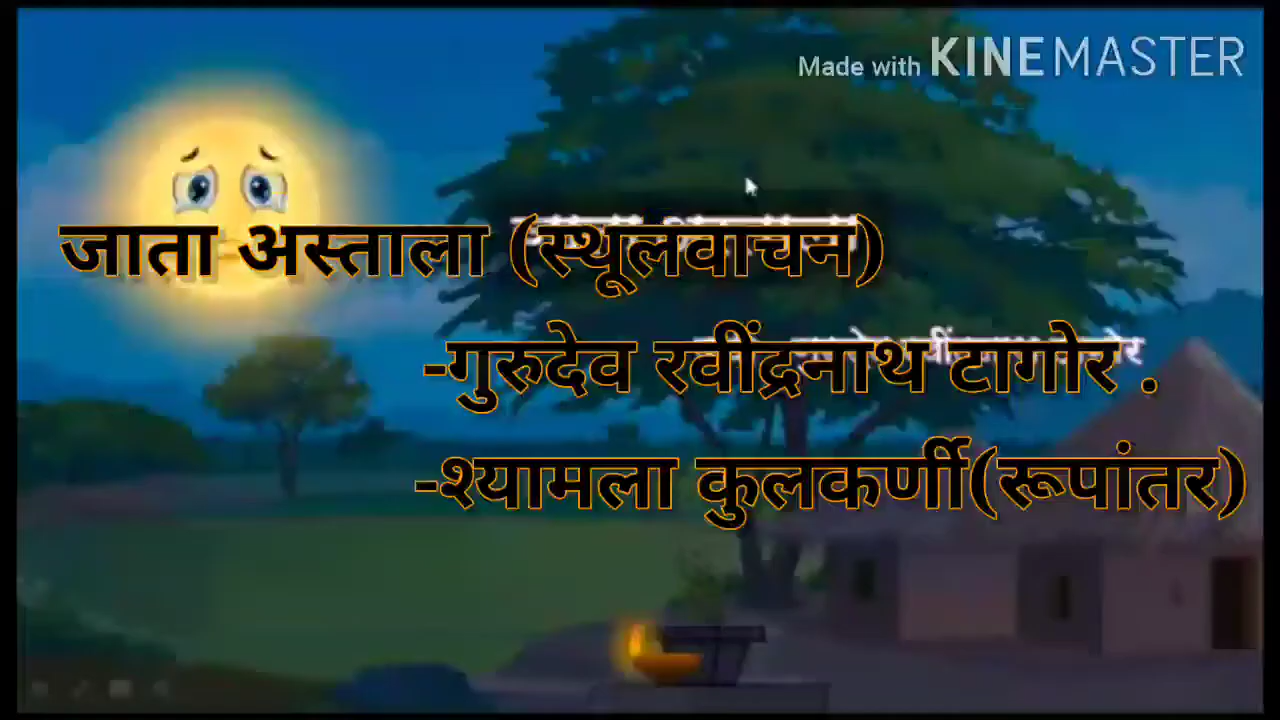 Made with KINEMASTER
जाता अस्ताला (स्थूलवाचन)
-गुरुदेव रवींद्रनाथ टागोर .
-श्यामला कुलकर्णी(रूपांतर)